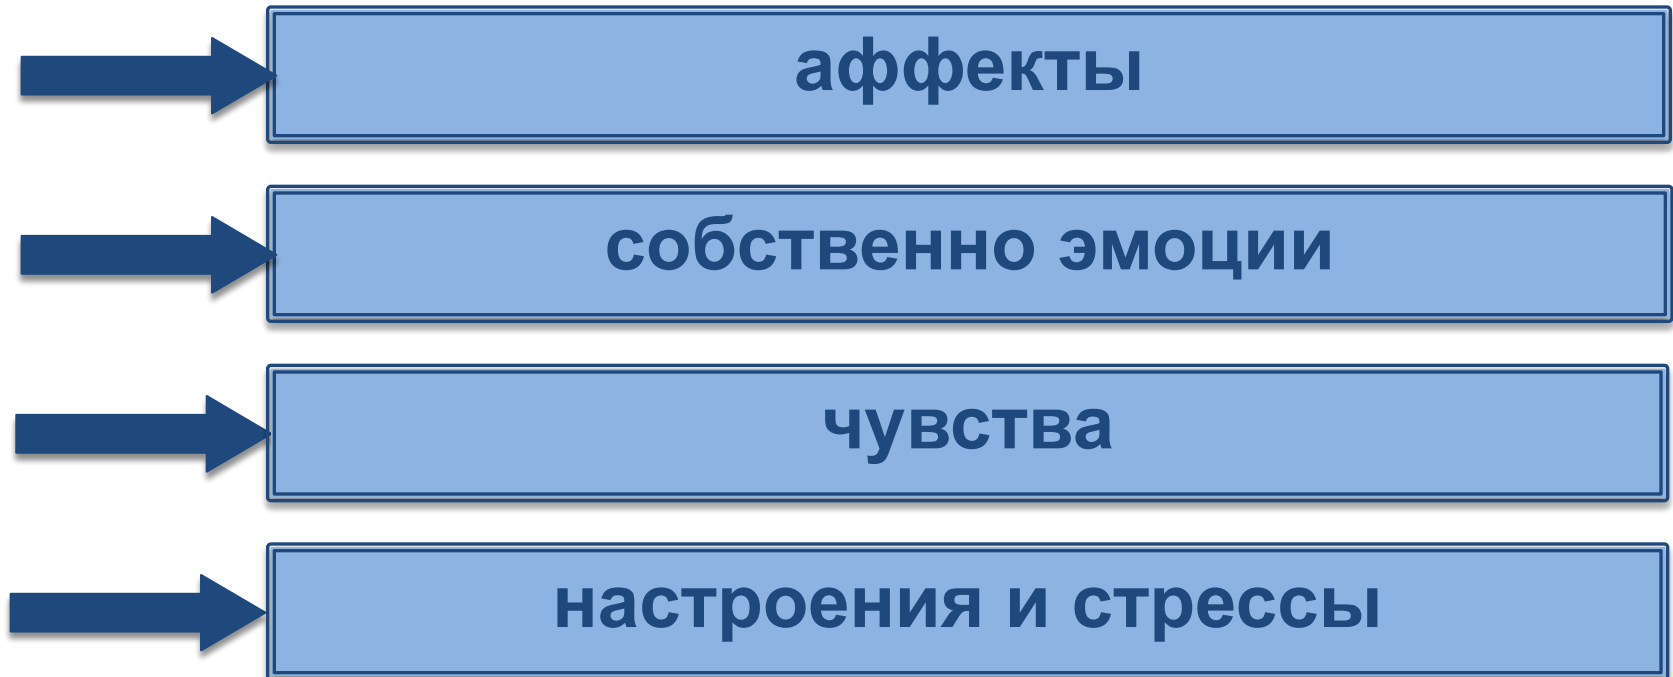 аффекты
собственно эмоции
чувства
настроения и стрессы